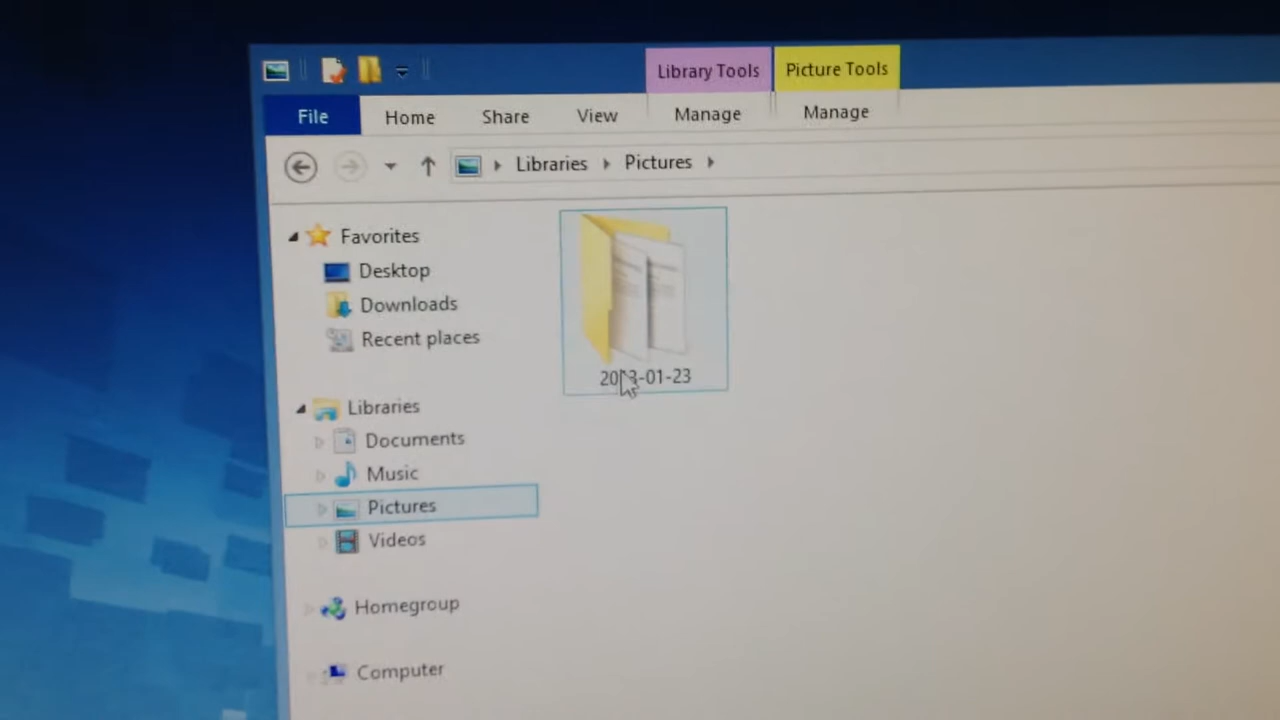 Library Tools Picture Tools
File Home Share View Manage Manage
Libraries Pictures
Favorites
Desktop
Downloads
Recent places
Libraries
Documents
Music
Pictures
Videos
Homegroup
Computer
2013-01-23